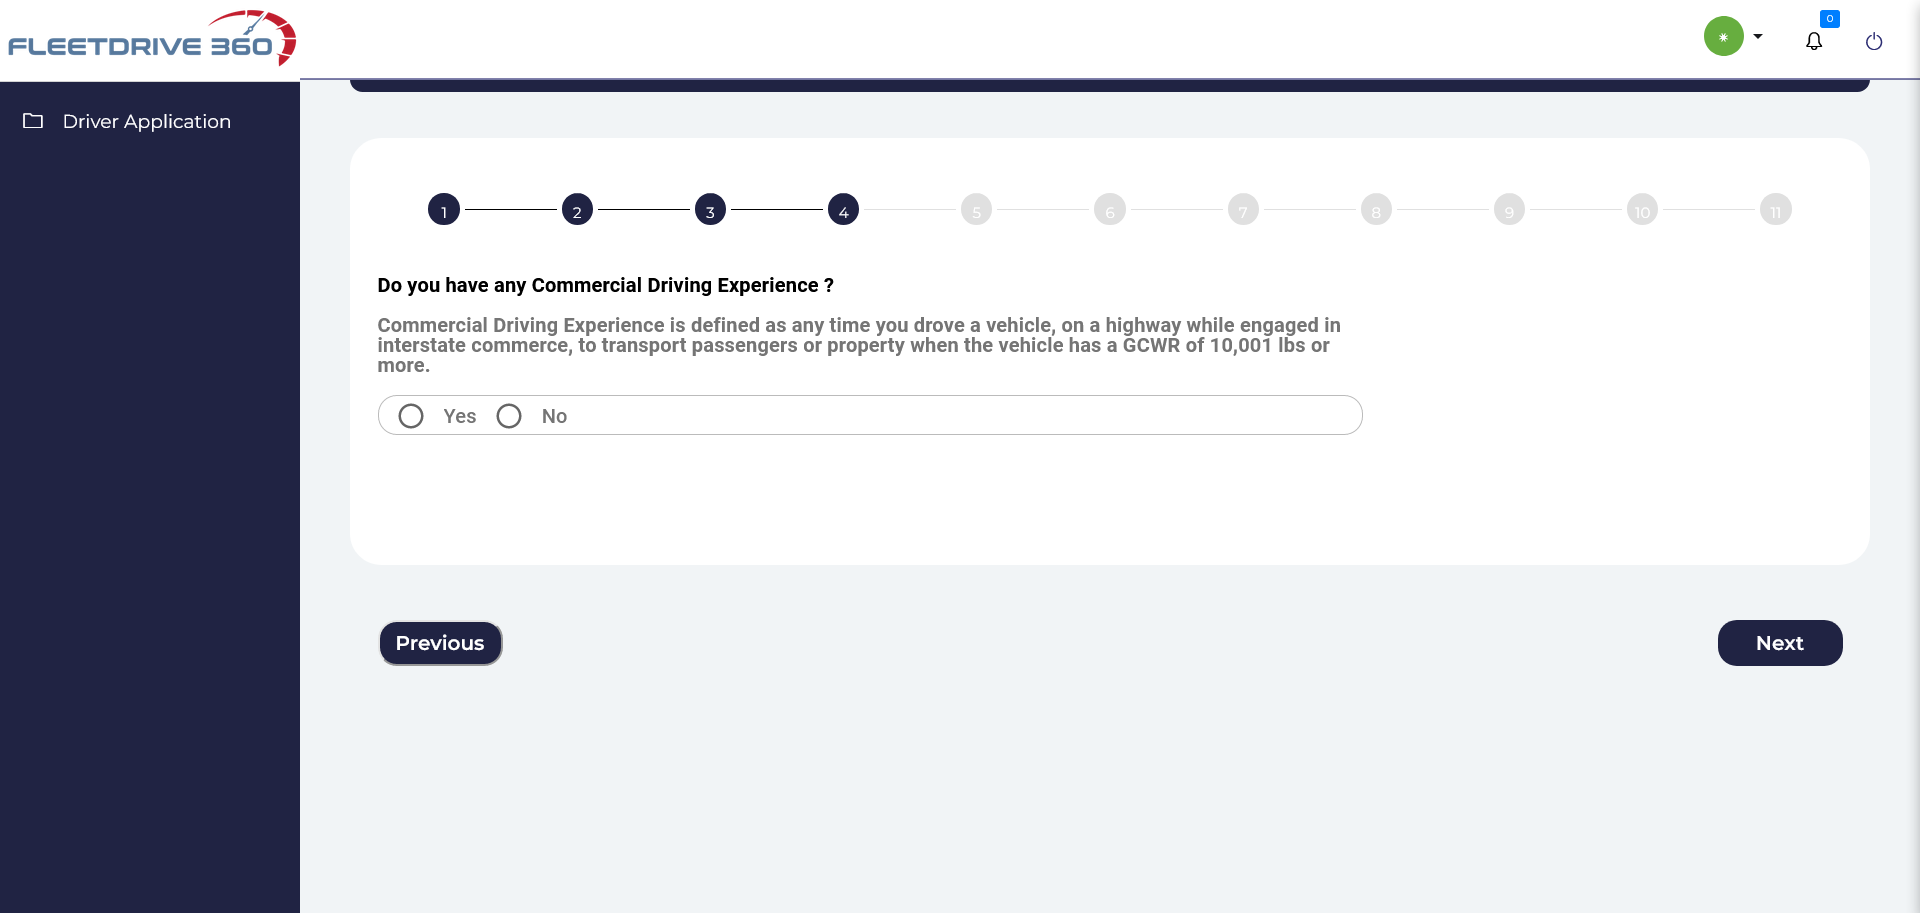 FLEETDRIVE 360
0
Driver Application
1 2 3 4 5 6 7 8 9 10 11
Do you have any Commercial Driving Experience ?
Commercial Driving Experience is defined as any time you drove a vehicle, on a highway while engaged in
interstate commerce, to transport passengers or property when the vehicle has a GCWR of 10,001 lbs or
more.
Yes No
Previous
Next